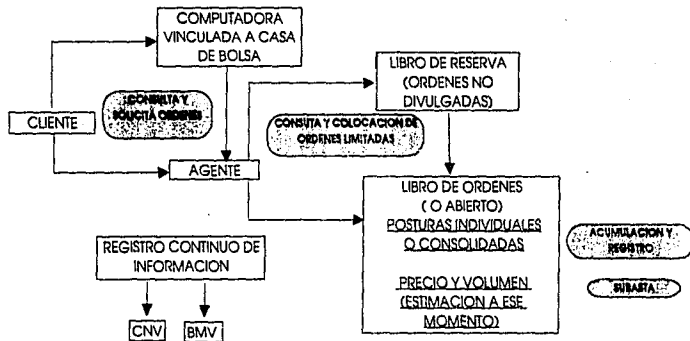 COMPUTADORA
VINCULADA A CASA
DE BOLSA
LIBRO DE RESERVA
(ORDENES NO
DIVULGADAS)
CONSULTA Y
SOLICITA ORDENES
CLIENTE
CONSUTA Y COLOCACION DE
ORDENES LIMITADAS
AGENTE
LIBRO DE ORDENES
( O ABIERTO)
POSTURAS INDIVIDUALES
O CONSOLIDADAS
ACUMULACION Y
REGISTRO
REGISTRO CONTINUO DE
INFORMACION
PRECIO Y VOLUMEN
(ESTIMACION A ESE
MOMENTO)
SUBASTA
CNV
BMV